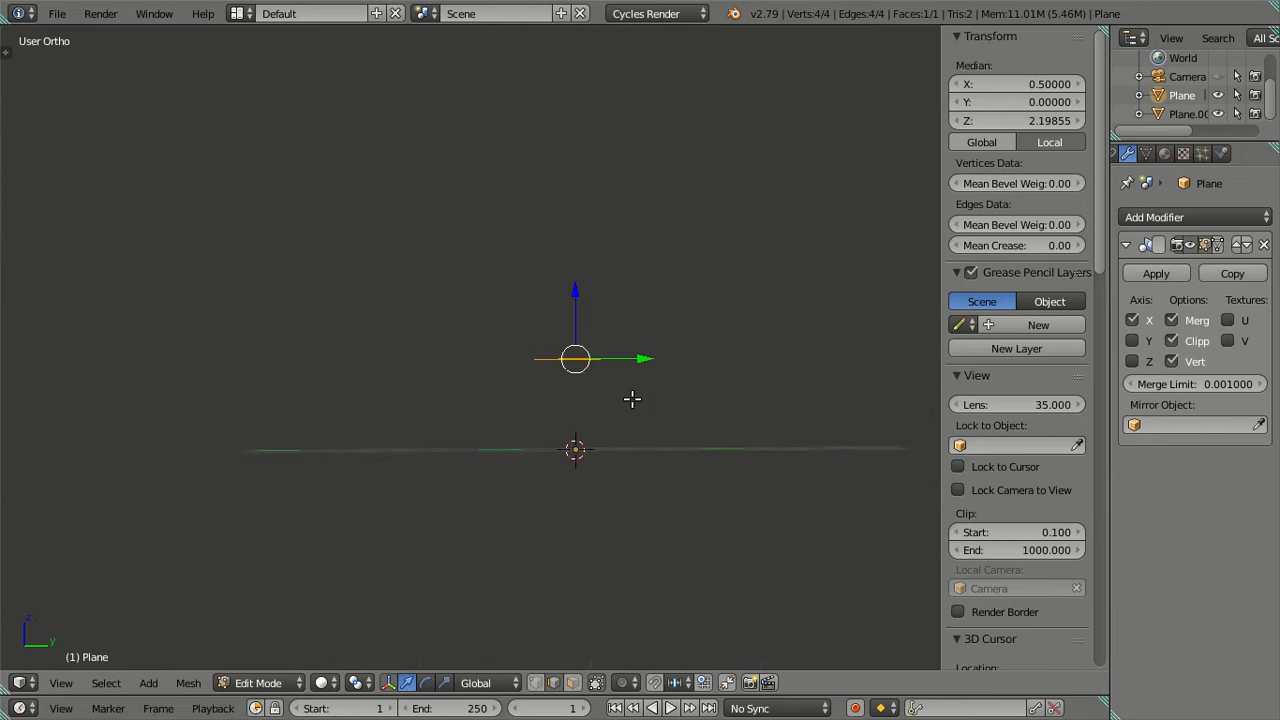 File Render Window Help Default Scene Cycles Render v2.79 | Verts:4/4 | Edges:4/4 | Faces:1/1 | Tris:2 | Mem:11.01M (5.46M) | Plane
User Ortho
Transform
Median:
X: 0.50000
Y: 0.00000
Z: 2.19855
Global Local
Vertices Data:
Mean Bevel Weig: 0.00
Edges Data:
Mean Bevel Weig: 0.00
Mean Crease: 0.00
Grease Pencil Layers
Scene Object
New
New Layer
View
Lens: 35.000
Lock to Object:
Lock to Cursor
Lock Camera to View
Clip:
Start: 0.100
End: 1000.000
Local Camera:
Camera
Render Border
3D Cursor
Location:
View Search All S
World
Camera
Plane
Plane.00
Plane
Add Modifier
Apply Copy
Axis: Options: Textures:
X Merg U
Y Clipp V
Z Vert
Merge Limit: 0.001000
Mirror Object:
z
y
(1) Plane
View Select Add Mesh Edit Mode Global
View Marker Frame Playback Start: 1 End: 250 1 No Sync